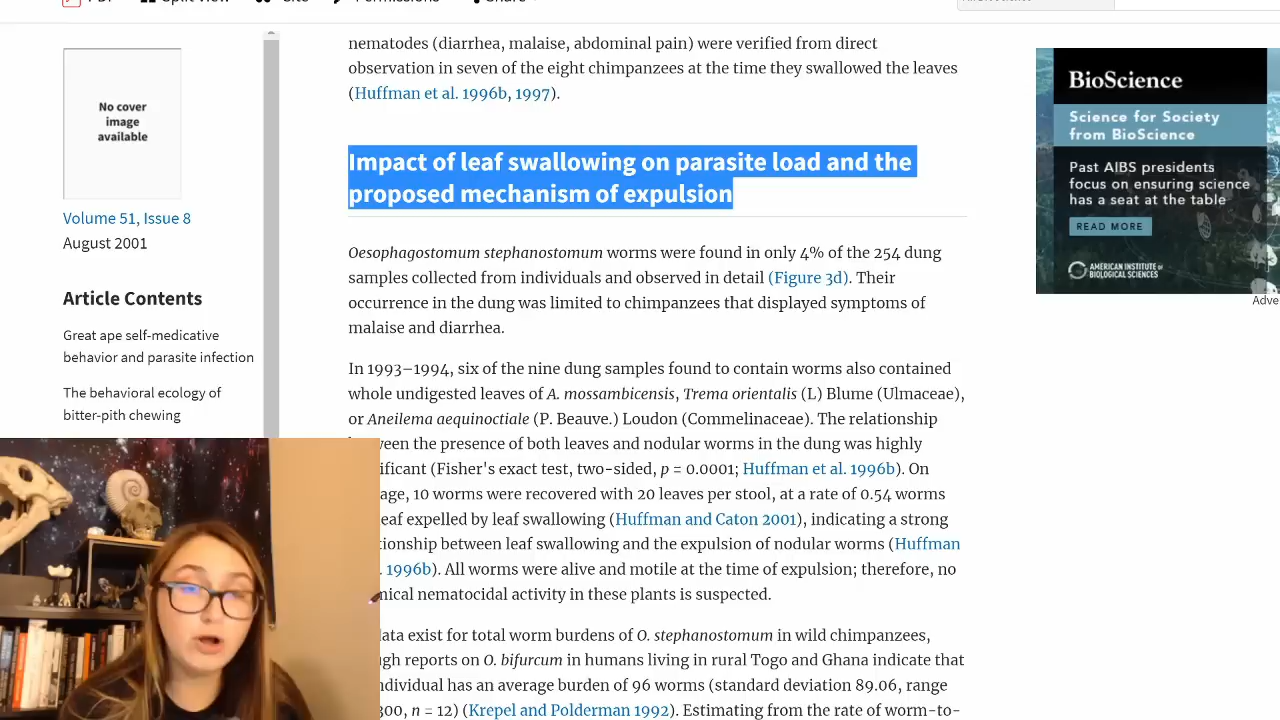 PDF
Split View
Cite
Permissions
Share
No cover
image
available
Volume 51, Issue 8
August 2001
Article Contents
Great ape self-medicative
behavior and parasite infection
The behavioral ecology of
bitter-pith chewing
nematodes (diarrhea, malaise, abdominal pain) were verified from direct
observation in seven of the eight chimpanzees at the time they swallowed the leaves
(Huffman et al. 1996b, 1997).
Impact of leaf swallowing on parasite load and the
proposed mechanism of expulsion
Oesophagostomum stephanostomum worms were found in only 4% of the 254 dung
samples collected from individuals and observed in detail (Figure 3d). Their
occurrence in the dung was limited to chimpanzees that displayed symptoms of
malaise and diarrhea.
In 1993–1994, six of the nine dung samples found to contain worms also contained
whole undigested leaves of A. mossambicensis, Trema orientalis (L) Blume (Ulmaceae),
or Aneilema aequinoctiale (P. Beauve.) Loudon (Commelinaceae). The relationship
een the presence of both leaves and nodular worms in the dung was highly
ificant (Fisher's exact test, two-sided, p = 0.0001; Huffman et al. 1996b). On
age, 10 worms were recovered with 20 leaves per stool, at a rate of 0.54 worms
eaf expelled by leaf swallowing (Huffman and Caton 2001), indicating a strong
tionship between leaf swallowing and the expulsion of nodular worms (Huffman
. 1996b). All worms were alive and motile at the time of expulsion; therefore, no
mical nematocidal activity in these plants is suspected.
ata exist for total worm burdens of O. stephanostomum in wild chimpanzees,
gh reports on O. bifurcum in humans living in rural Togo and Ghana indicate that
ndividual has an average burden of 96 worms (standard deviation 89.06, range
300, n = 12) (Krepel and Polderman 1992). Estimating from the rate of worm-to-
BioScience
Science for Society
from BioScience
Past AIBS presidents
focus on ensuring science
has a seat at the table
READ MORE
AMERICAN INSTITUTE of
BIOLOGICAL SCIENCES
Adve